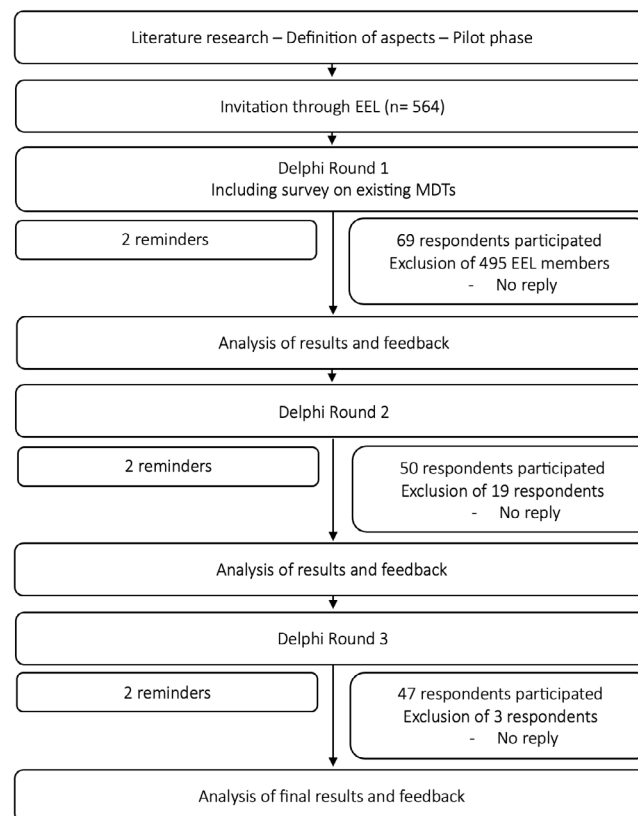 Literature research – Definition of aspects – Pilot phase
Invitation through EEL (n= 564)
Delphi Round 1
Including survey on existing MDTs
2 reminders
69 respondents participated
Exclusion of 495 EEL members
- No reply
Analysis of results and feedback
Delphi Round 2
2 reminders
50 respondents participated
Exclusion of 19 respondents
- No reply
Analysis of results and feedback
Delphi Round 3
2 reminders
47 respondents participated
Exclusion of 3 respondents
- No reply
Analysis of final results and feedback